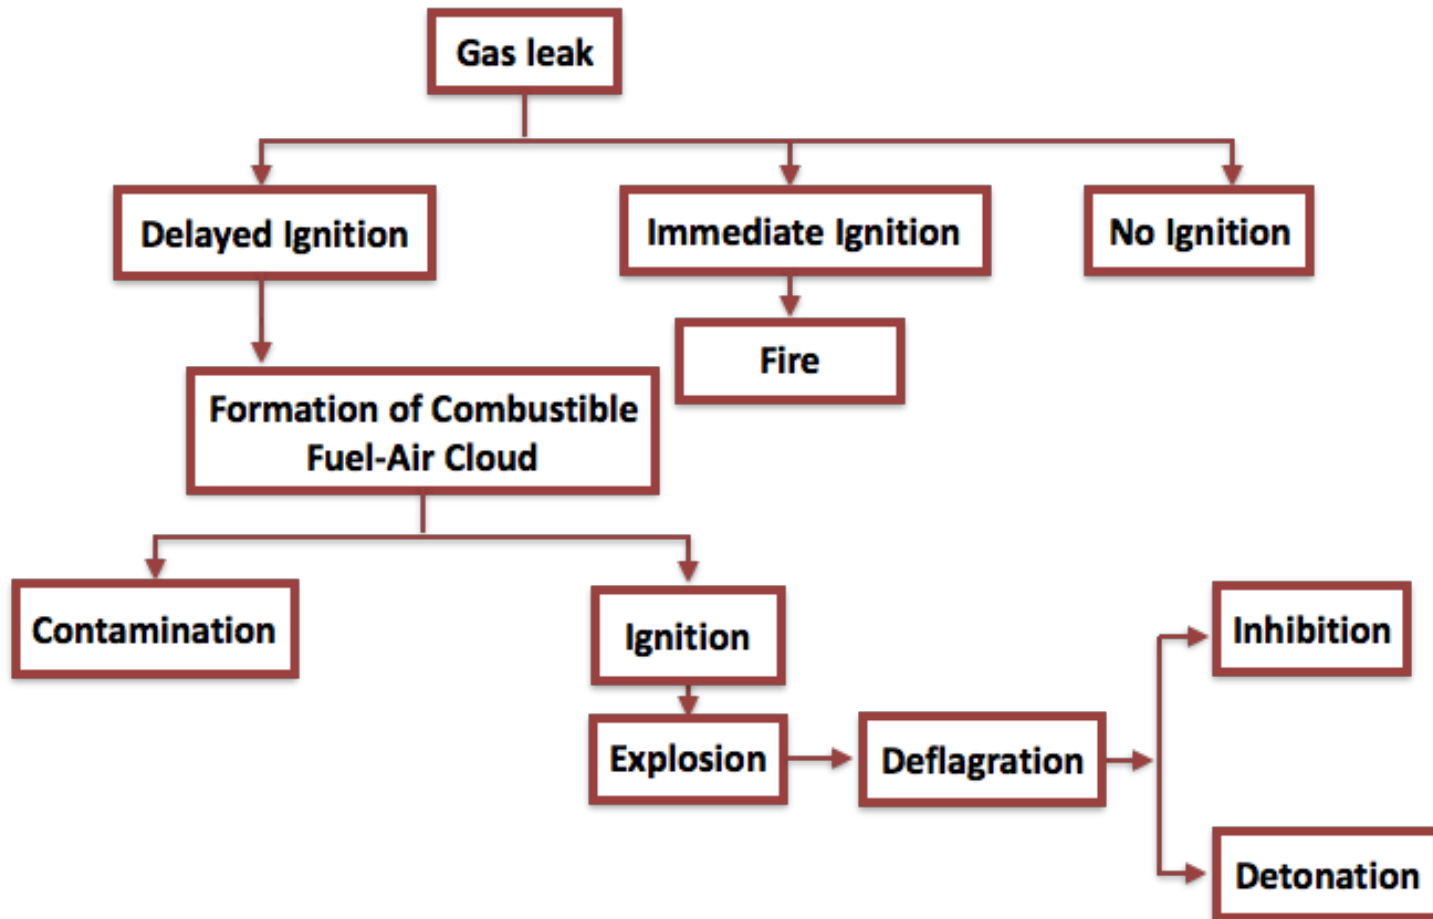 Gas leak
Delayed Ignition
Immediate Ignition
No Ignition
Fire
Formation of Combustible
Fuel-Air Cloud
Contamination
Ignition
Inhibition
Explosion
Deflagration
Detonation